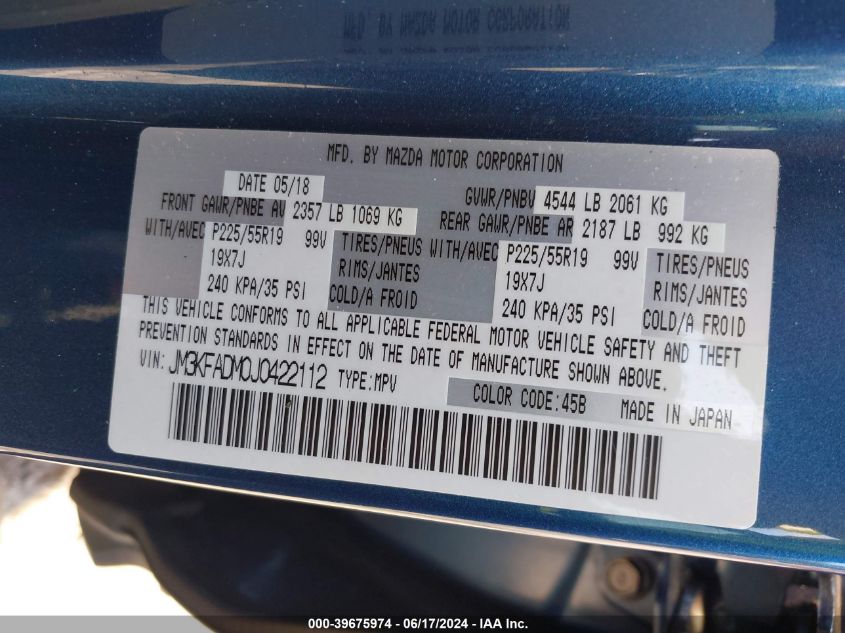 MFD. BY MAZDA MOTOR CORPORATION
DATE 05/18 GVWR/PNBV 4544 LB 2061 KG
FRONT GAWR/PNBE AV 2357 LB 1069 KG REAR GAWR/PNBE AR 2187 LB 992 KG
WITH/AVEC P225/55R19 99V TIRES/PNEUS WITH/AVEC P225/55R19 99V TIRES/PNEUS
19X7J RIMS/JANTES 19X7J RIMS/JANTES
240 KPA/35 PSI COLD/A FROID 240 KPA/35 PSI COLD/A FROID
THIS VEHICLE CONFORMS TO ALL APPLICABLE FEDERAL MOTOR VEHICLE SAFETY AND THEFT
PREVENTION STANDARDS IN EFFECT ON THE DATE OF MANUFACTURE SHOWN ABOVE.
VIN: JM3KFADM0J0422112 TYPE:MPV COLOR CODE:45B MADE IN JAPAN
000-39675974 - 06/17/2024 - IAA Inc.